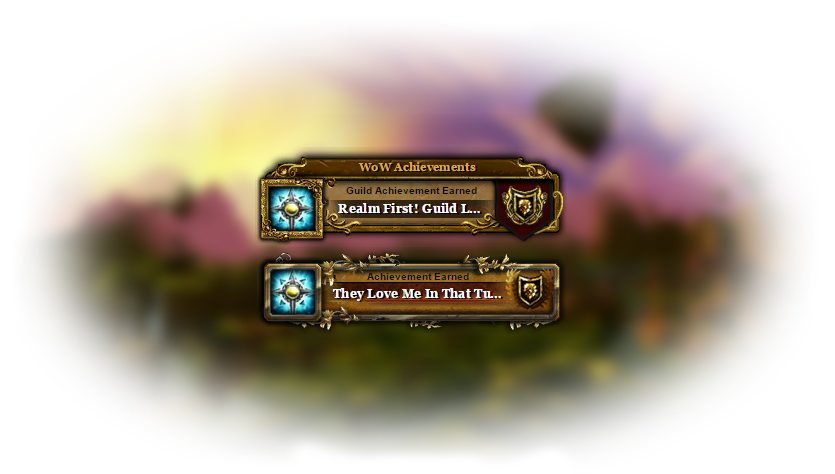 WoW Achievements
Guild Achievement Earned
Realm First! Guild L...
Achievement Earned
They Love Me In That Tu...